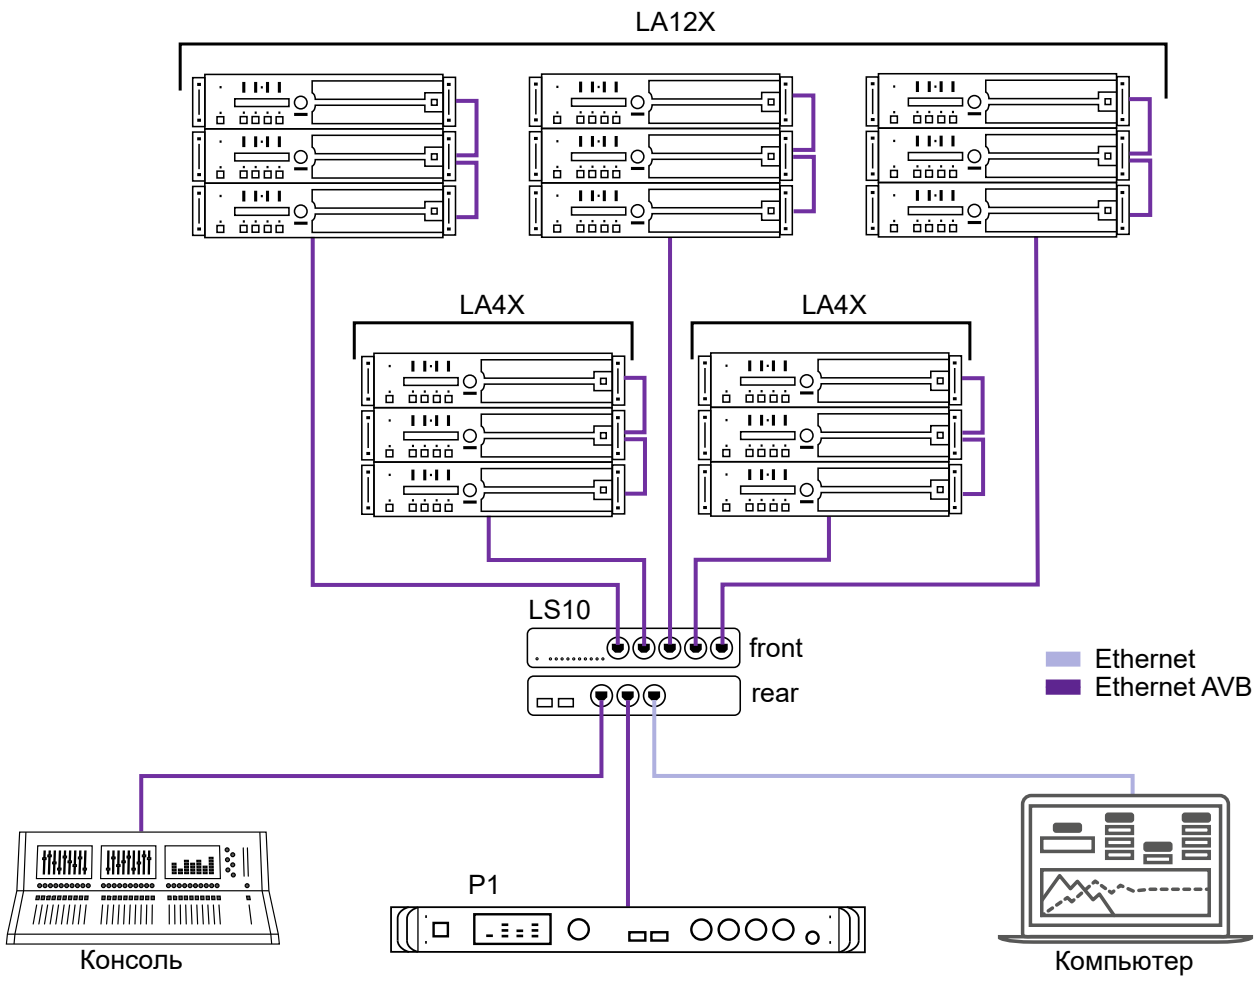 LA12X
LA4X
LA4X
LS10
front
rear
Ethernet
Ethernet AVB
P1
Консоль
Компьютер